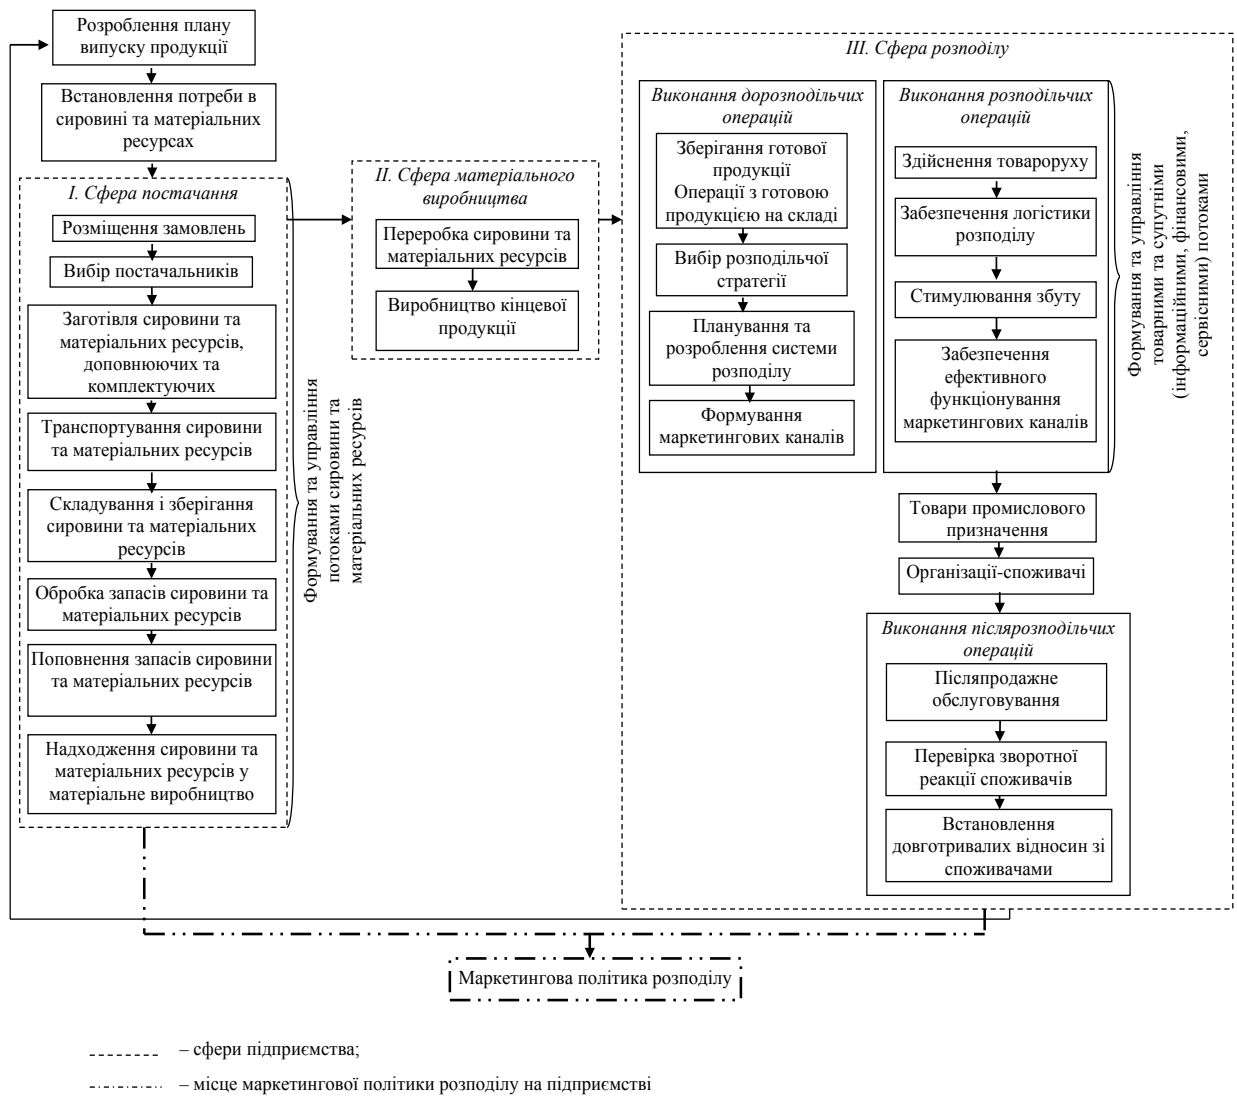 Розроблення плану
випуску продукції
Встановлення потреби в
сировині та матеріальних
ресурсах
I. Сфера постачання
Розміщення замовлень
Вибір постачальників
Заготівля сировини та
матеріальних ресурсів,
доповнюючих та
комплектуючих
Транспортування сировини
та матеріальних ресурсів
Складування і зберігання
сировини та матеріальних
ресурсів
Обробка запасів сировини та
матеріальних ресурсів
Поповнення запасів сировини
та матеріальних ресурсів
Надходження сировини та
матеріальних ресурсів у
матеріальне виробництво
Формування та управління
потоками сировини та
матеріальних ресурсів
II. Сфера матеріального
виробництва
Переробка сировини та
матеріальних ресурсів
Виробництво кінцевої
продукції
III. Сфера розподілу
Виконання дорозподільчих
операцій
Зберігання готової
продукції
Операції з готовою
продукцією на складі
Вибір розподільчої
стратегії
Планування та
розроблення системи
розподілу
Формування
маркетингових каналів
Виконання розподільчих
операцій
Здійснення товароруху
Забезпечення логістики
розподілу
Стимулювання збуту
Забезпечення
ефективного
функціонування
маркетингових каналів
Формування та управління
товарними та супутніми
(інформаційними, фінансовими,
сервісними) потоками
Товари промислового
призначення
Організації-споживачі
Виконання післярозподільчих
операцій
Післяпродажне
обслуговування
Перевірка зворотної
реакції споживачів
Встановлення
довготривалих відносин зі
споживачами
Маркетингова політика розподілу
– сфери підприємства;
– місце маркетингової політики розподілу на підприємстві